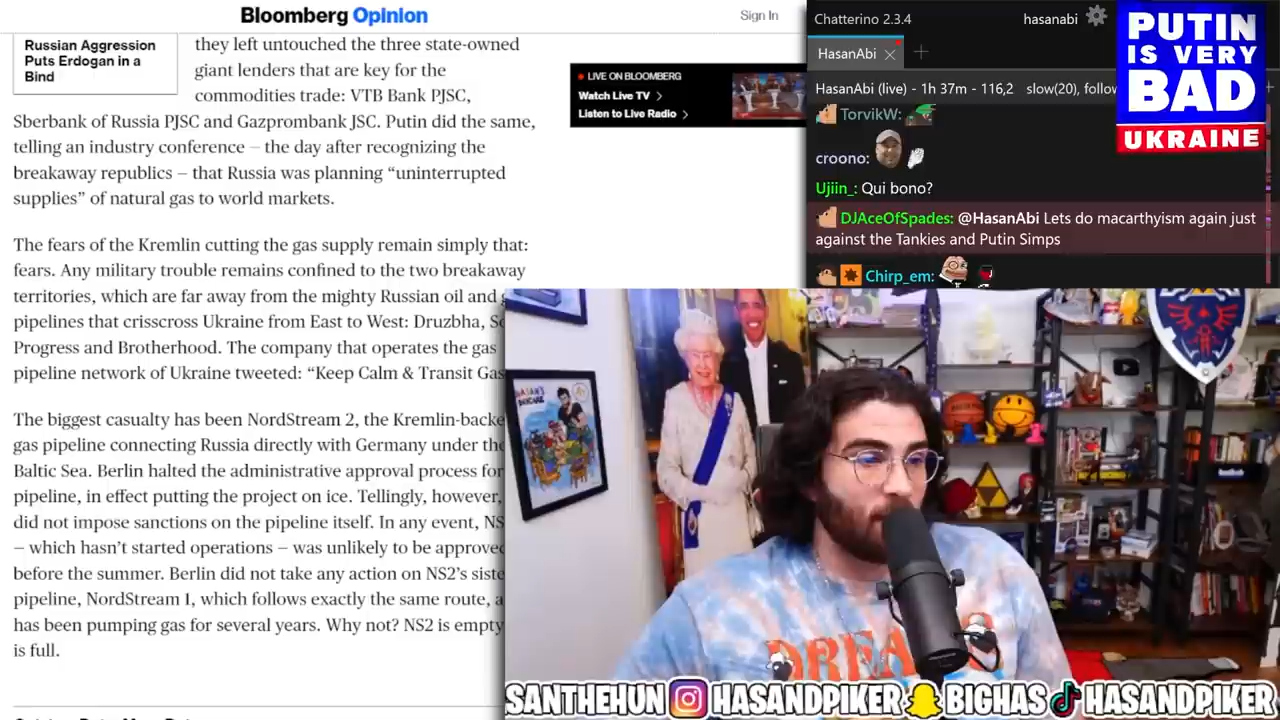 Bloomberg Opinion
Sign In
Russian Aggression
Puts Erdogan in a
Bind
they left untouched the three state-owned
giant lenders that are key for the
commodities trade: VTB Bank PJSC,
Sberbank of Russia PJSC and Gazprombank JSC. Putin did the same,
telling an industry conference – the day after recognizing the
breakaway republics – that Russia was planning “uninterrupted
supplies” of natural gas to world markets.
The fears of the Kremlin cutting the gas supply remain simply that:
fears. Any military trouble remains confined to the two breakaway
territories, which are far away from the mighty Russian oil and
pipelines that crisscross Ukraine from East to West: Druzbha,
Progress and Brotherhood. The company that operates the gas
pipeline network of Ukraine tweeted: “Keep Calm & Transit Gas
The biggest casualty has been NordStream 2, the Kremlin-backe
gas pipeline connecting Russia directly with Germany under the
Baltic Sea. Berlin halted the administrative approval process for
pipeline, in effect putting the project on ice. Tellingly, however,
did not impose sanctions on the pipeline itself. In any event, NS
– which hasn’t started operations – was unlikely to be approved
before the summer. Berlin did not take any action on NS2’s siste
pipeline, NordStream 1, which follows exactly the same route, a
has been pumping gas for several years. Why not? NS2 is empty
is full.
LIVE ON BLOOMBERG
Watch Live TV >
Listen to Live Radio >
Chatterino 2.3.4
hasanabi
HasanAbi
HasanAbi (live) - 1h 37m - 116,2 slow(20), follow
TorvikW:
croono:
Ujiin_: Qui bono?
DJAceOfSpades: @HasanAbi Lets do macarthyism again just
against the Tankies and Putin Simps
Chirp_em:
PUTIN
IS VERY
BAD
UKRAINE
SANTHEHUN HASANDPIKER BIGHAS HASANDPIKER